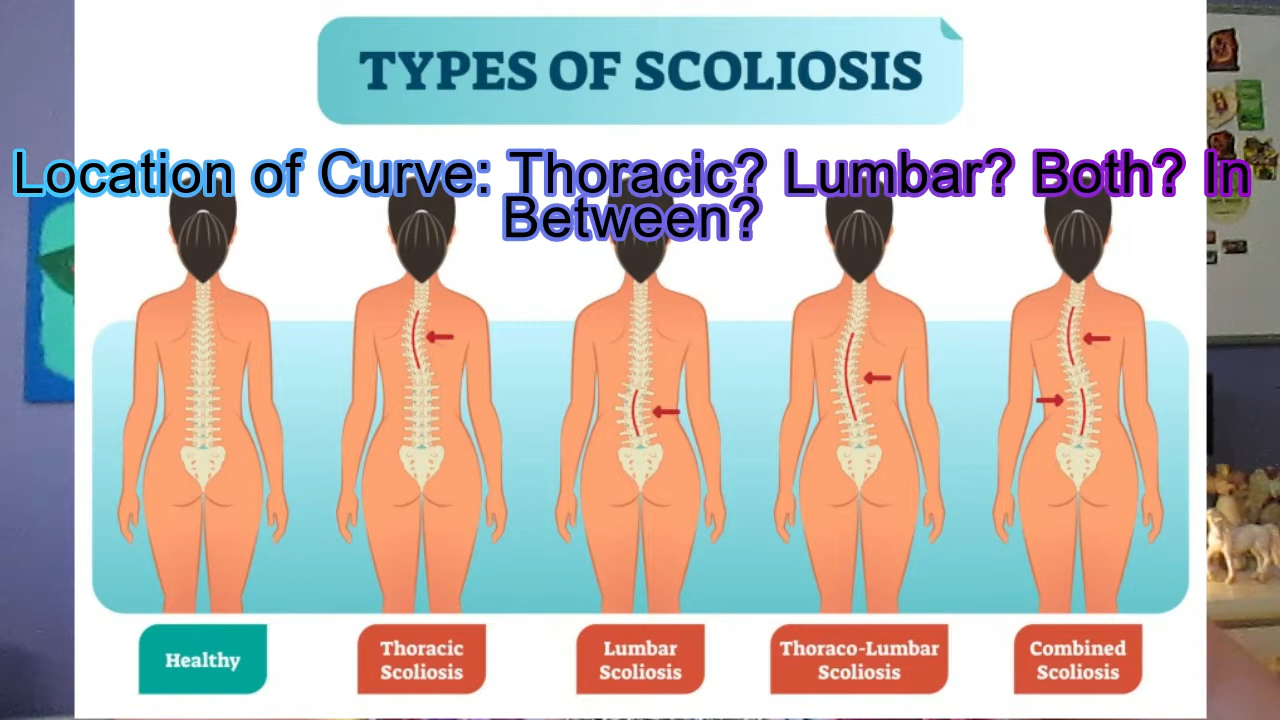 TYPES OF SCOLIOSIS
Location of Curve: Thoracic? Lumbar? Both? In
Between?
Healthy
Thoracic
Scoliosis
Lumbar
Scoliosis
Thoraco-Lumbar
Scoliosis
Combined
Scoliosis